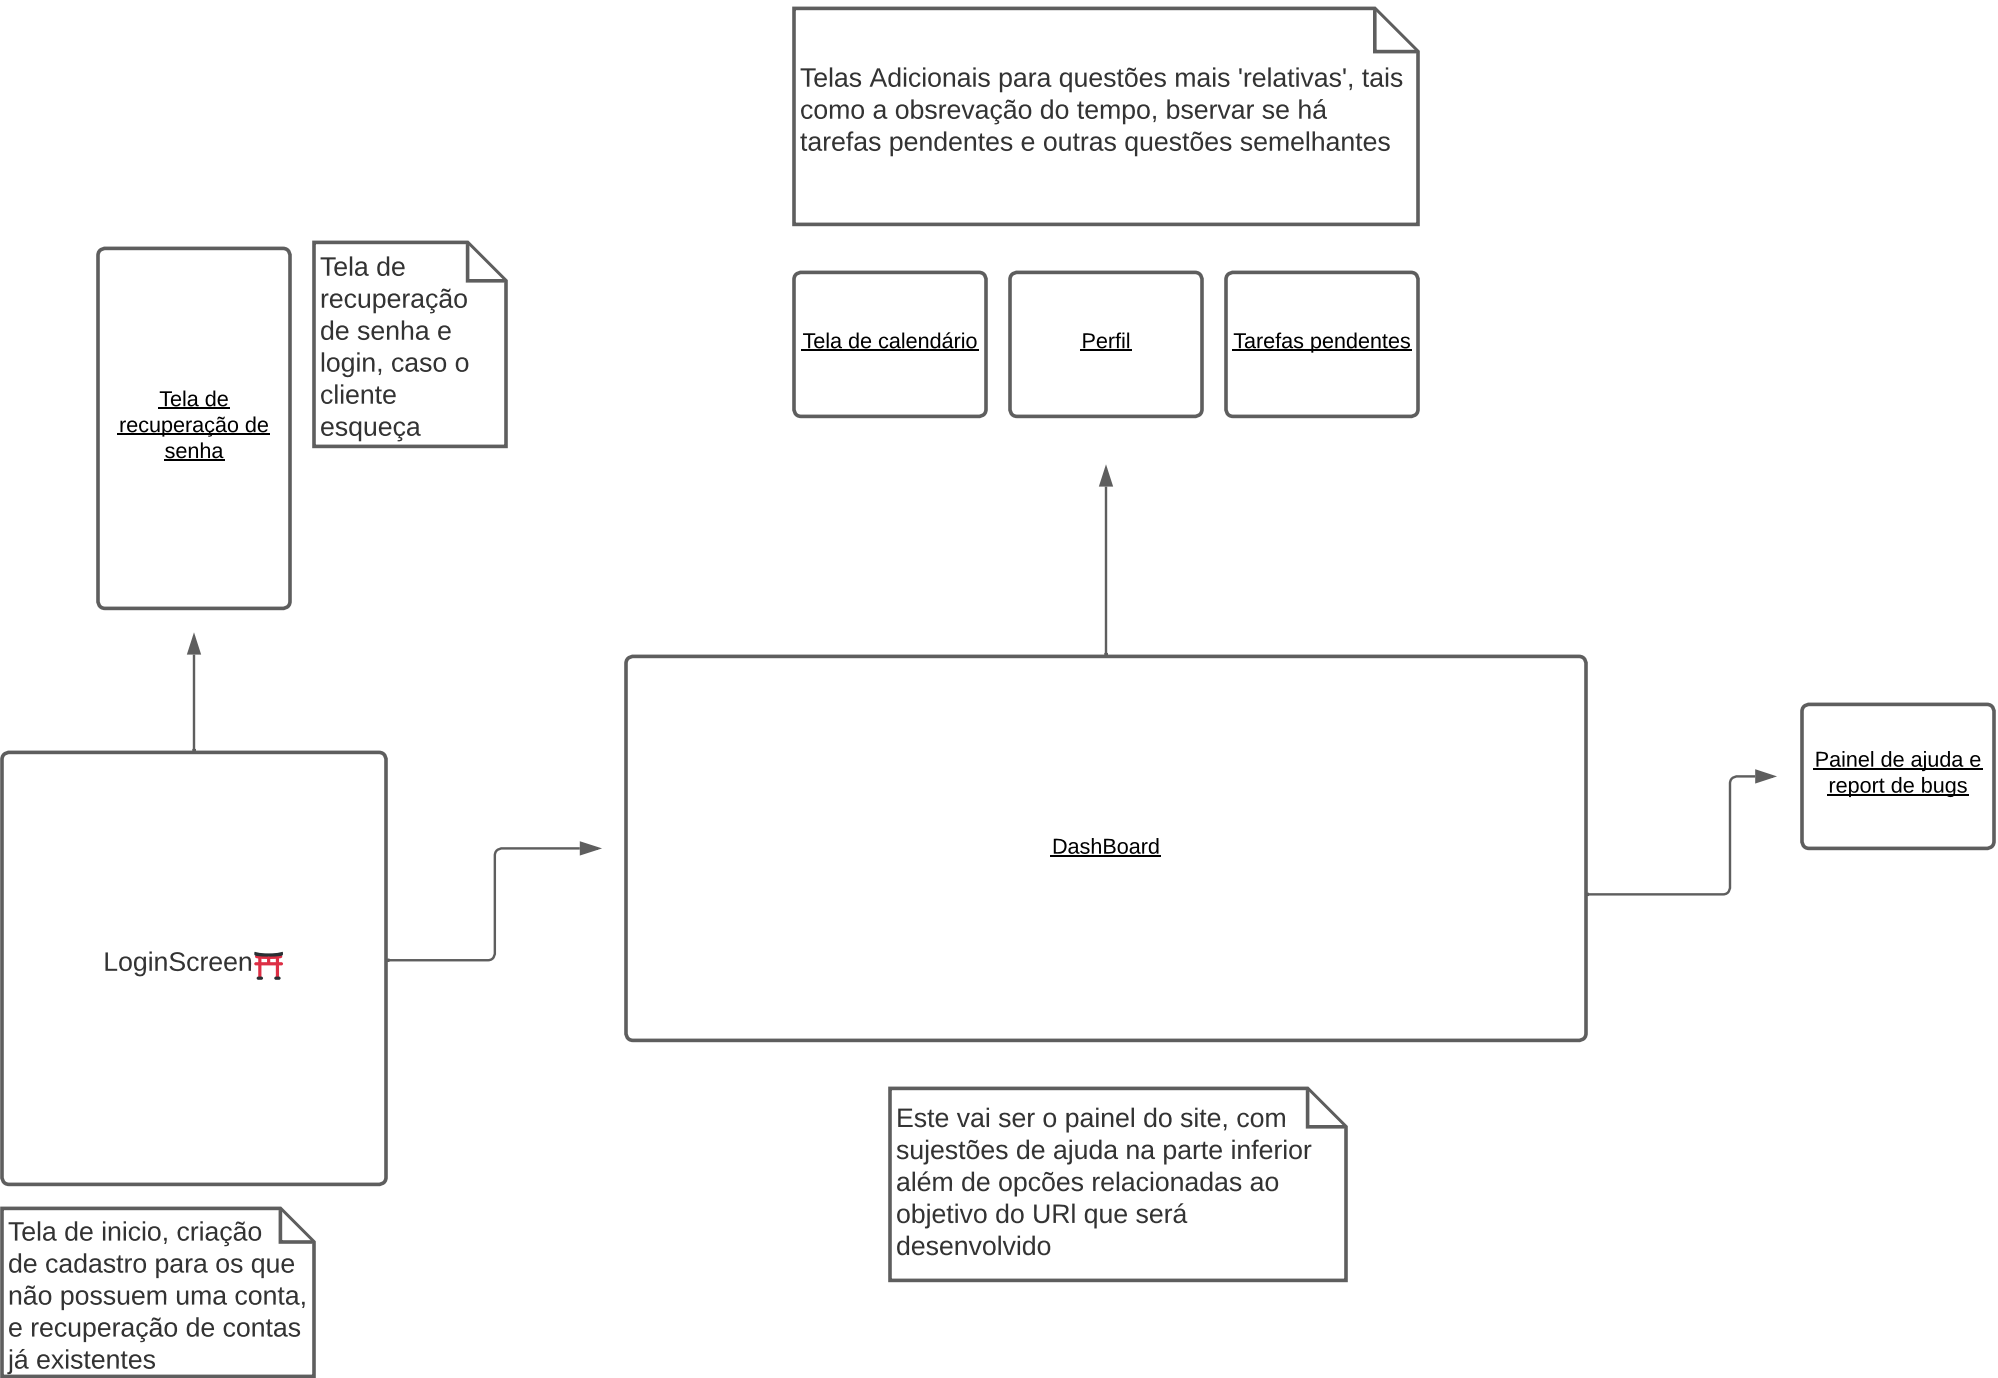 Telas Adicionais para questões mais 'relativas', tais
como a obsrevação do tempo, bservar se há
tarefas pendentes e outras questões semelhantes
Tela de
recuperação
de senha e
login, caso o
cliente
esqueça
Tela de calendário
Perfil
Tarefas pendentes
Tela de
recuperação de
senha
Painel de ajuda e
report de bugs
DashBoard
LoginScreen⛩️
Este vai ser o painel do site, com
sujestões de ajuda na parte inferior
além de opcões relacionadas ao
objetivo do URl que será
desenvolvido
Tela de inicio, criação
de cadastro para os que
não possuem uma conta,
e recuperação de contas
já existentes